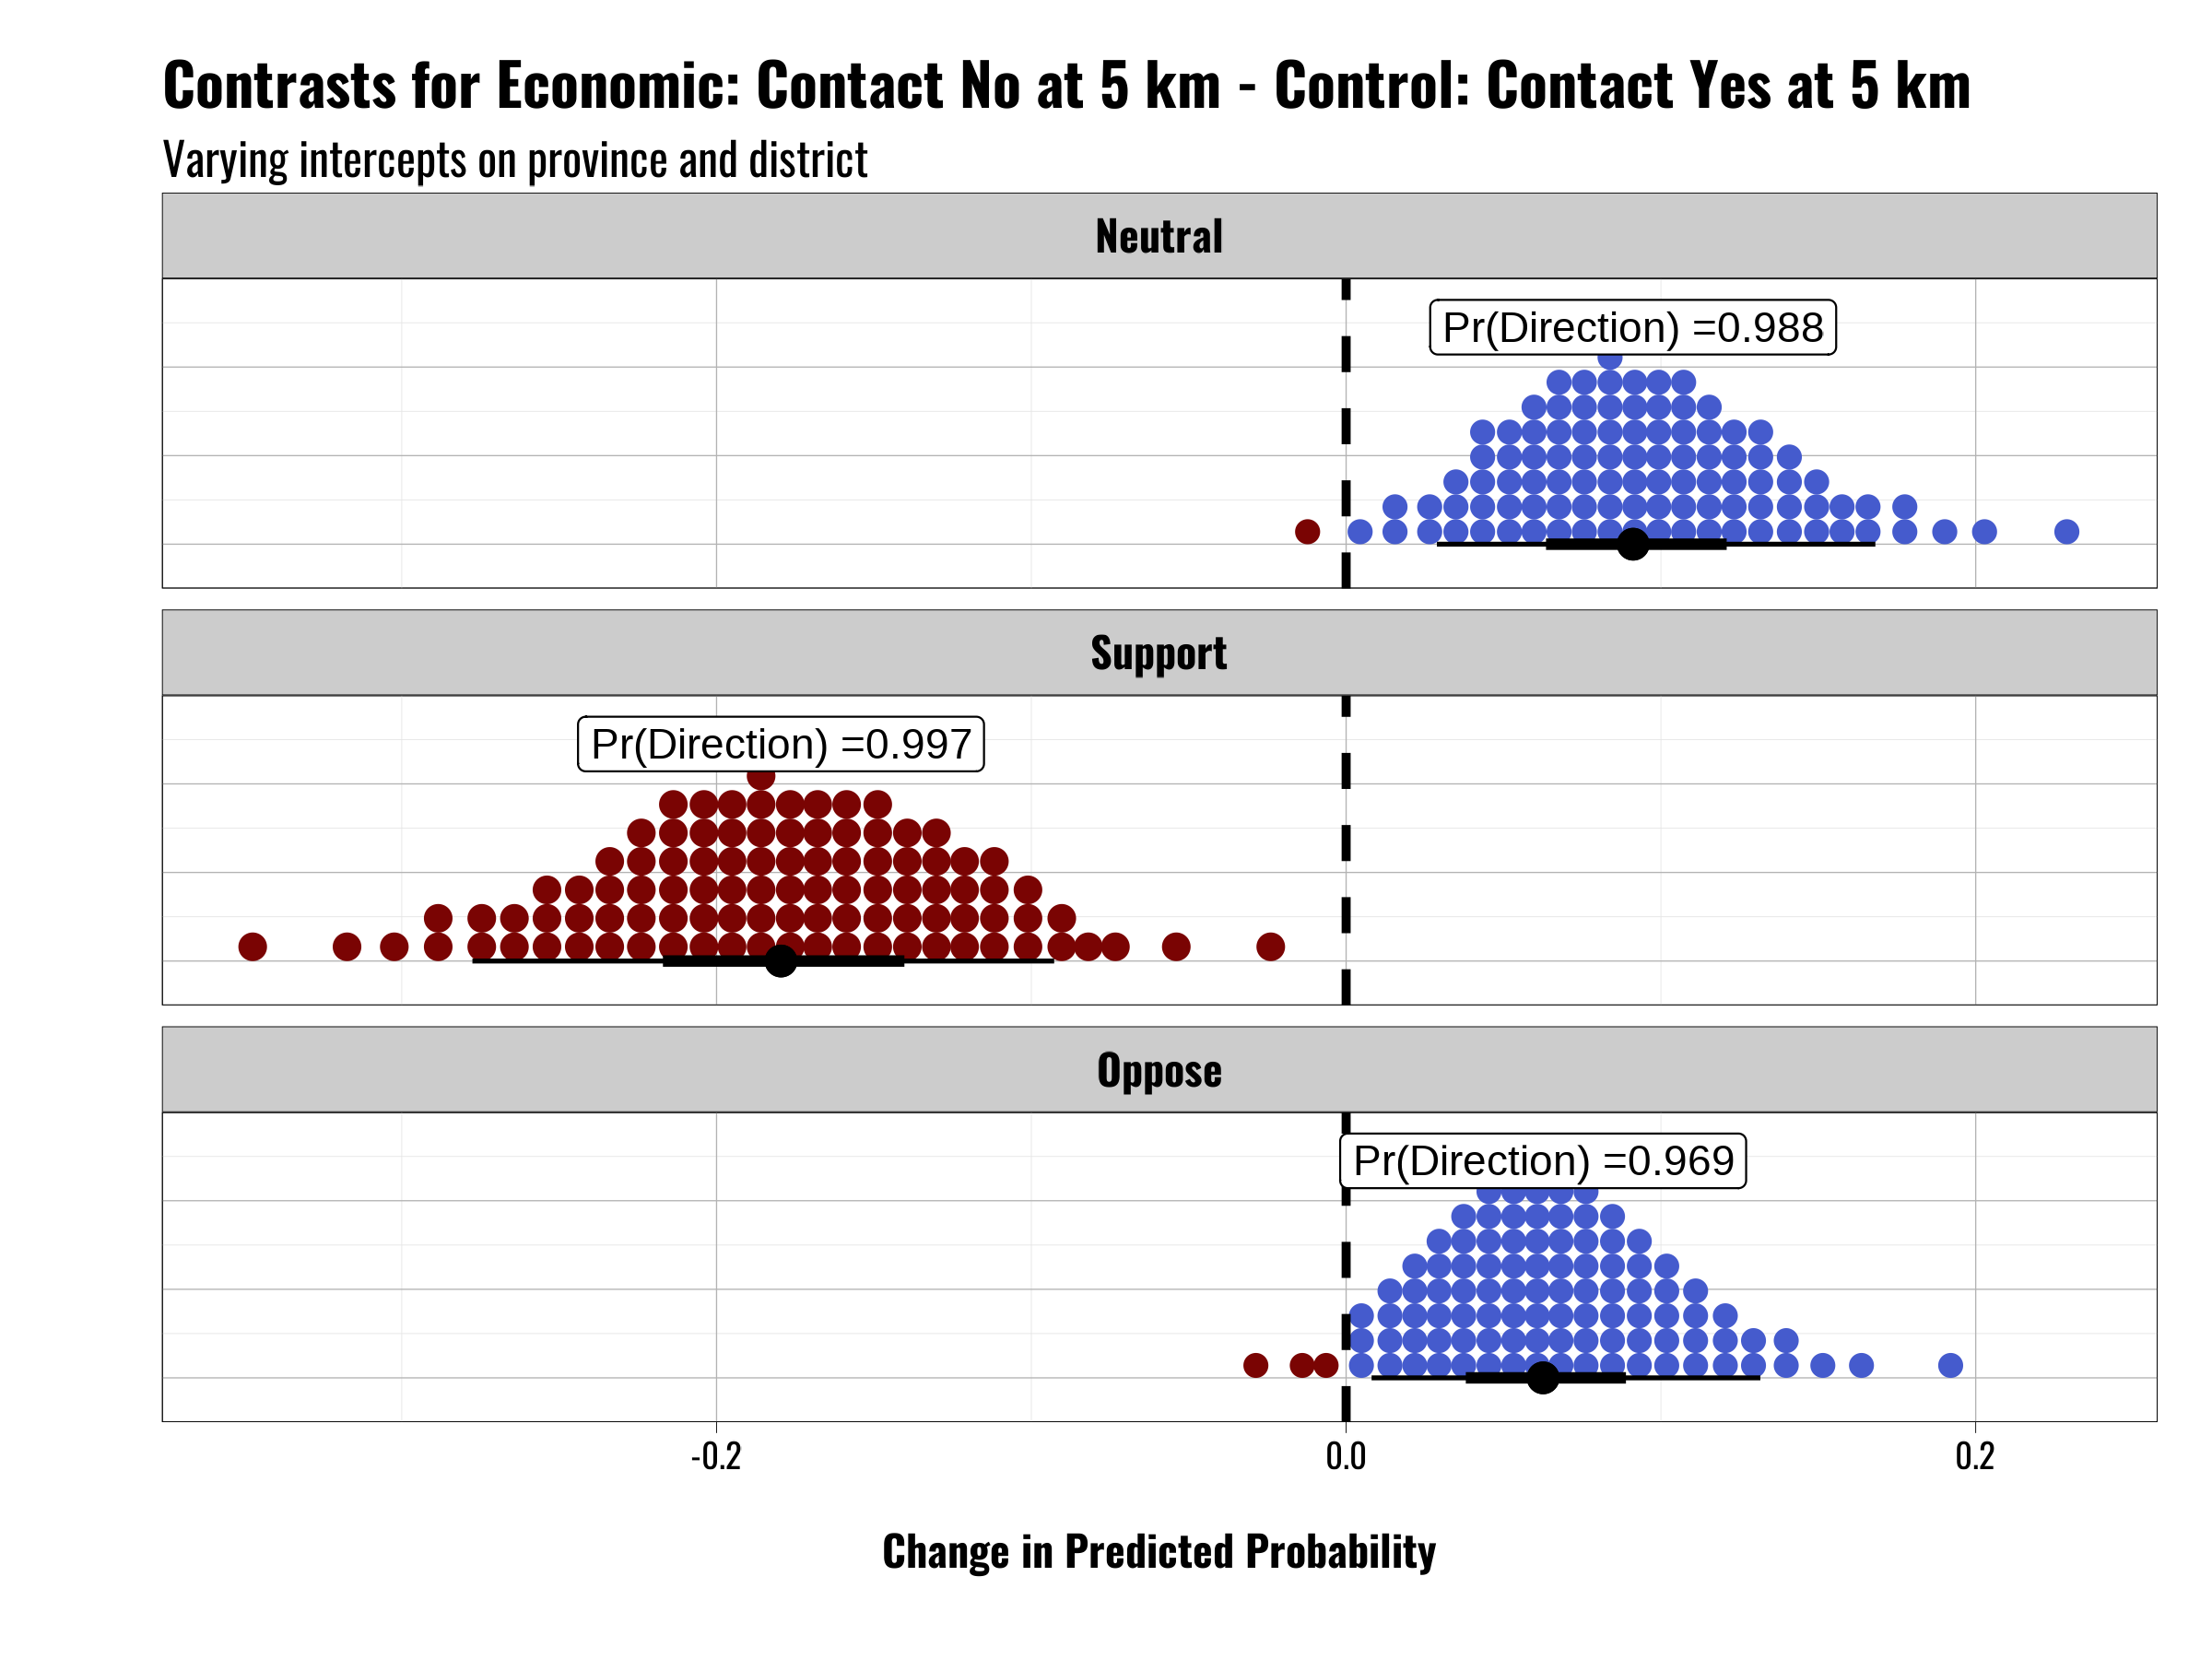 Contrasts for Economic: Contact No at 5 km - Control: Contact Yes at 5 km
Varying intercepts on province and district
Neutral
Pr(Direction) =0.988
Support
Pr(Direction) =0.997
Oppose
Pr(Direction) =0.969
-0.2 0.0 0.2
Change in Predicted Probability